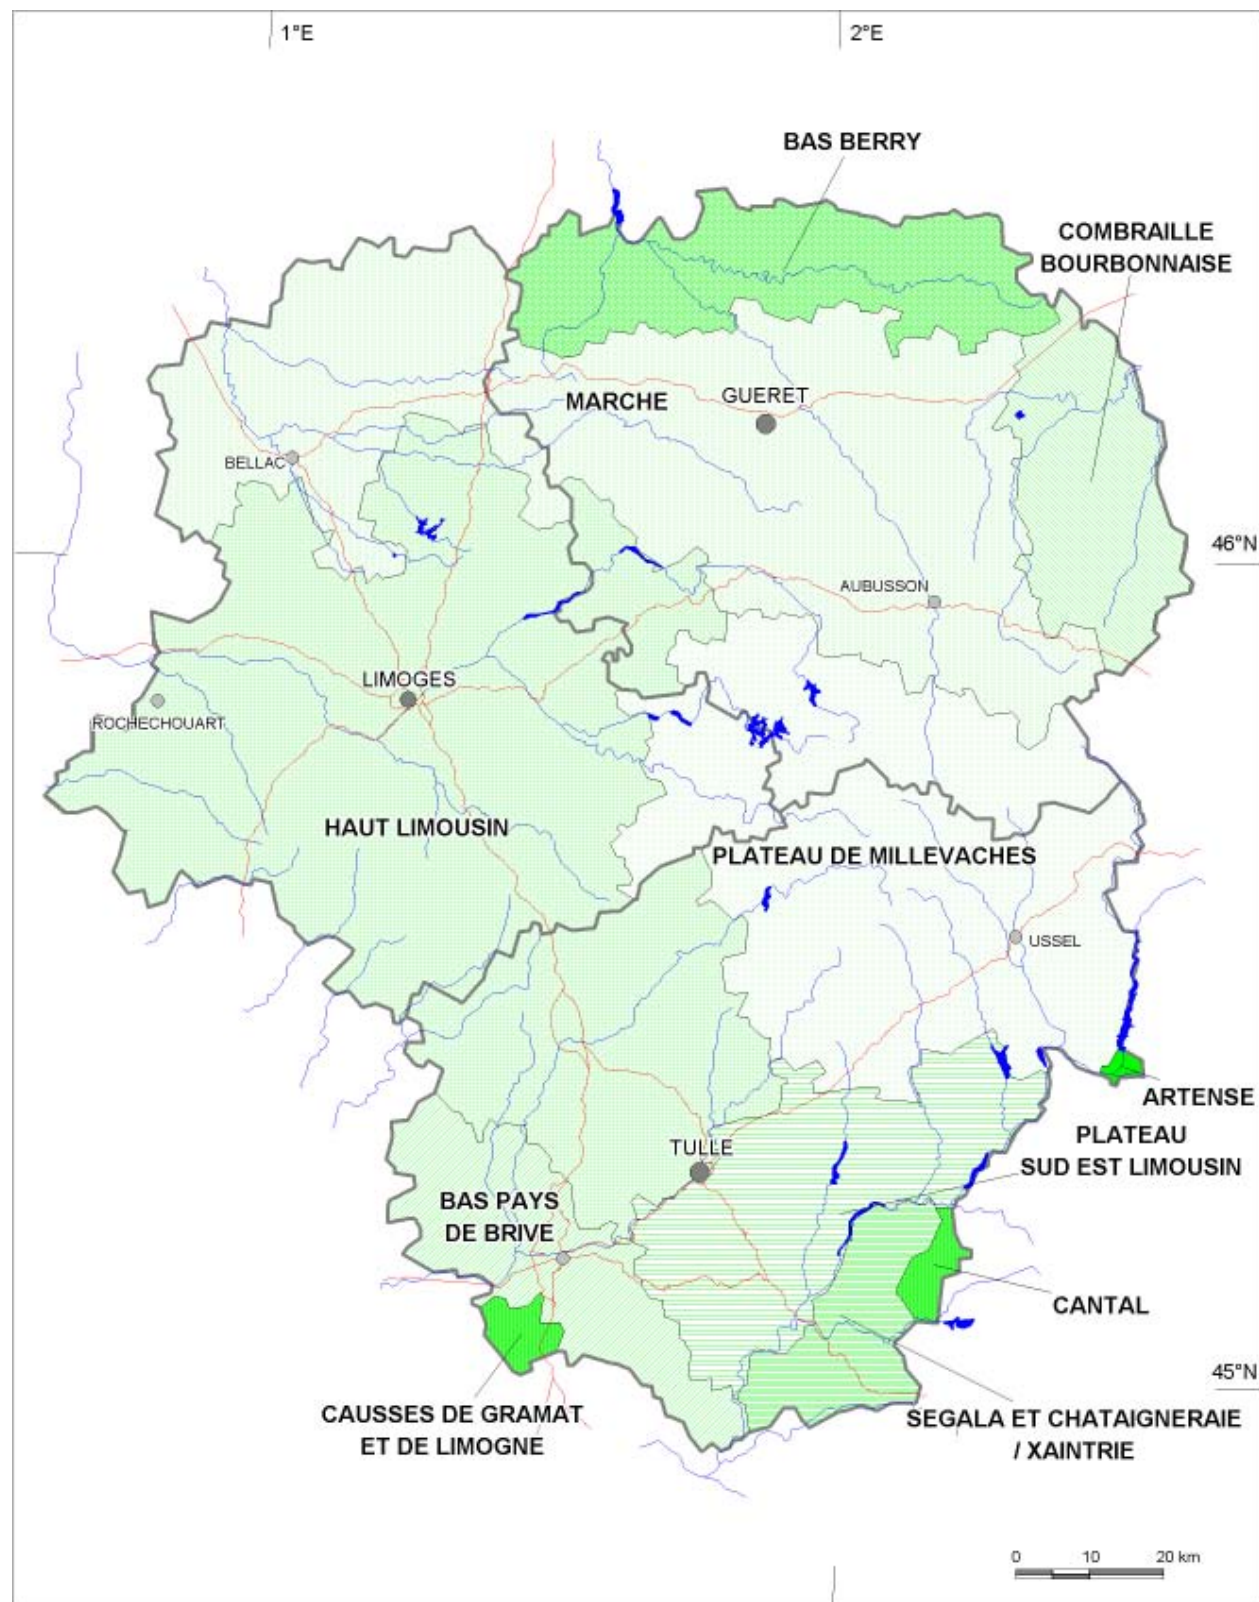 1°E
2°E
BAS BERRY
COMBRAILLE
BOURBONNAISE
MARCHE
GUERET
BELLAC
46°N
AUBUSSON
LIMOGES
ROCHECHOUART
HAUT LIMOUSIN
PLATEAU DE MILLEVACHES
USSEL
ARTENSE
PLATEAU
SUD EST LIMOUSIN
TULLE
BAS PAYS
DE BRIVE
CANTAL
45°N
CAUSSES DE GRAMAT
ET DE LIMOGNE
SEGALA ET CHATAIGNERAIE
/ XAINTRIE
0 10 20 km